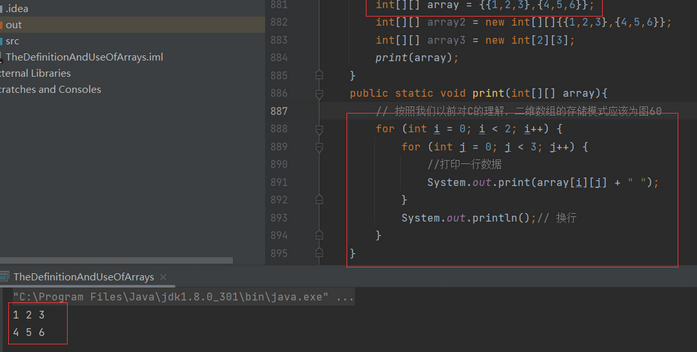 .idea
out
src
TheDefinitionAndUseOfArrays.iml
ternal Libraries
ratches and Consoles
881 int[][] array = {{1,2,3},{4,5,6}};
882 int[][] array2 = new int[][]{{1,2,3},{4,5,6}};
883 int[][] array3 = new int[2][3];
884 print(array);
885 }
886 public static void print(int[][] array){
887 // 按照我们以前对C的理解，二维数组的存储模式应该为图60
888 for (int i = 0; i < 2; i++) {
889 for (int j = 0; j < 3; j++) {
890 //打印一行数据
891 System.out.print(array[i][j] + " ");
892 }
893 System.out.println();// 换行
894 }
895 }
TheDefinitionAndUseOfArrays ×
"C:\Program Files\Java\jdk1.8.0_301\bin\java.exe" ...
1 2 3
4 5 6